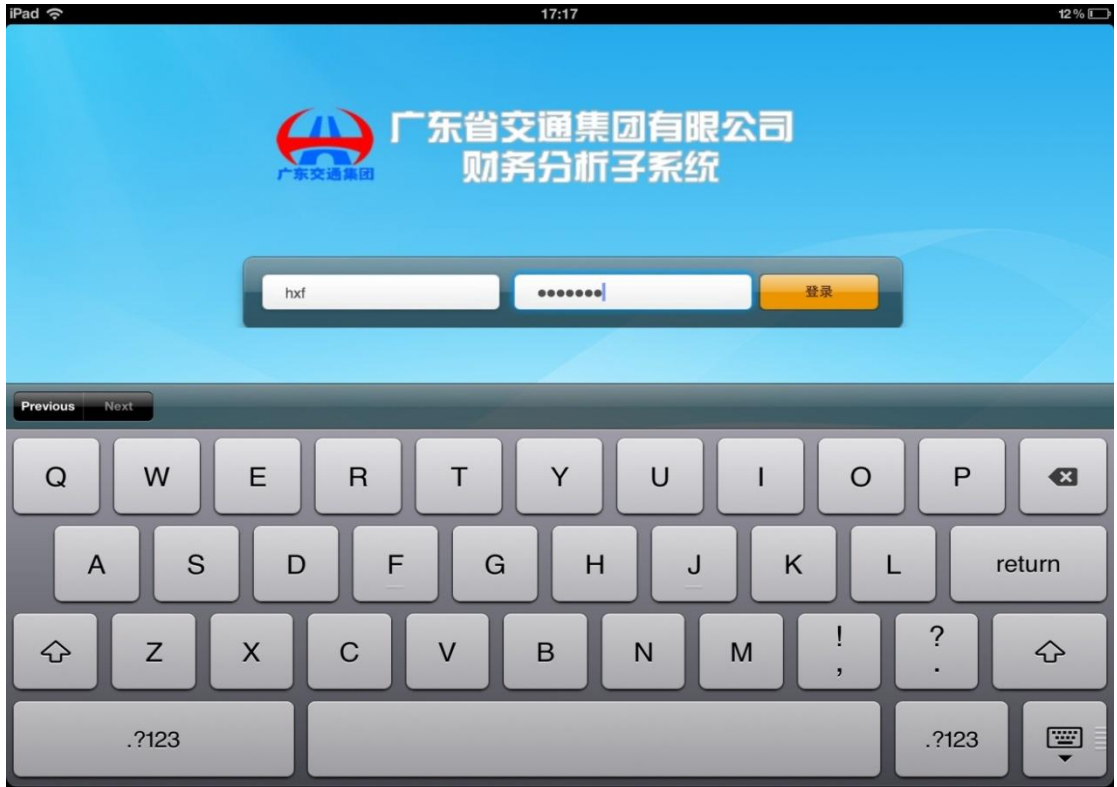 iPad 17:17 12%
广东省交通集团有限公司
广东交通集团 财务分析子系统
hxf ••••••• 登录
Previous Next
Q W E R T Y U I O P
A S D F G H J K L return
Z X C V B N M ! , ? .
.?123 .?123